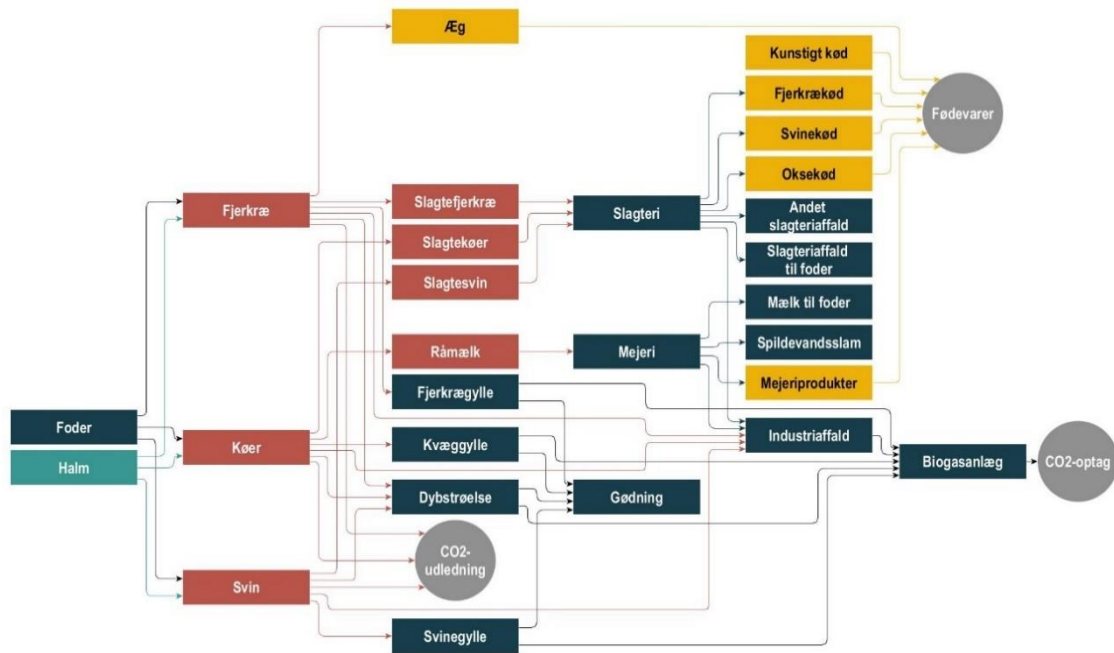 Æg
Kunstigt kød
Fjerkrækød
Fødevarer
Svinekød
Oksekød
Fjerkræ
Slagtefjerkræ
Slagteri
Andet
slagteriaffald
Slagtekøer
Slagteriaffald
til foder
Slagtesvin
Mælk til foder
Råmælk
Mejeri
Spildevandsslam
Fjerkrægylle
Mejeriprodukter
Foder
Køer
Kvæggylle
Industriaffald
Halm
Biogasanlæg
CO2-optag
Dybstrøelse
Gødning
CO2-
udledning
Svin
Svinegylle